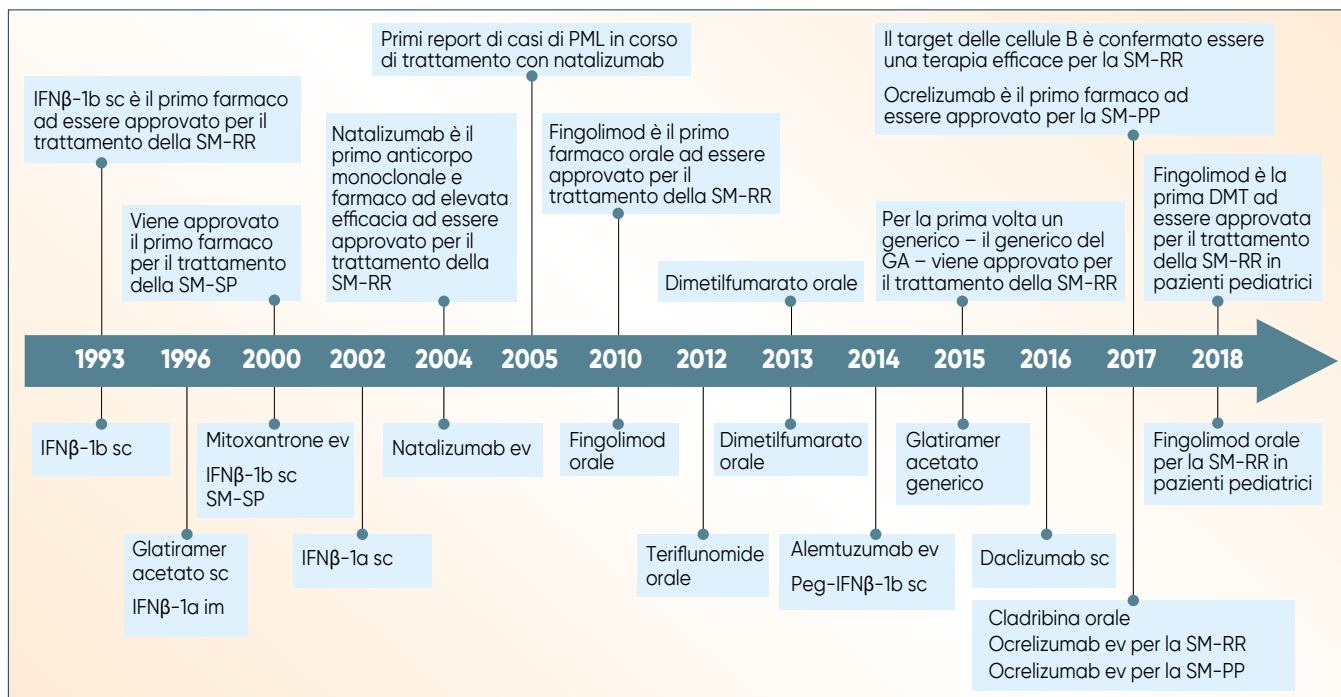 Primi report di casi di PML in corso
di trattamento con natalizumab
Il target delle cellule B è confermato essere
una terapia efficace per la SM-RR
Ocrelizumab è il primo farmaco ad
essere approvato per la SM-PP
IFNβ-1b sc è il primo farmaco
ad essere approvato per il
trattamento della SM-RR
Natalizumab è il
primo anticorpo
monoclonale e
farmaco ad elevata
efficacia ad essere
approvato per il
trattamento della
SM-RR
Fingolimod è il primo
farmaco orale ad essere
approvato per il
trattamento della SM-RR
Fingolimod è la
prima DMT ad
essere approvata
per il trattamento
della SM-RR in
pazienti pediatrici
Viene approvato
il primo farmaco
per il trattamento
della SM-SP
Per la prima volta un
generico – il generico del
GA – viene approvato per
il trattamento della SM-RR
Dimetilfumarato orale
1993 1996 2000 2002 2004 2005 2010 2012 2013 2014 2015 2016 2017 2018
IFNβ-1b sc
Mitoxantrone ev
IFNβ-1b sc
SM-SP
Natalizumab ev
Fingolimod
orale
Dimetilfumarato
orale
Glatiramer
acetato
generico
Fingolimod orale
per la SM-RR in
pazienti pediatrici
Glatiramer
acetato sc
IFNβ-1a im
IFNβ-1a sc
Teriflunomide
orale
Alemtuzumab ev
Peg-IFNβ-1b sc
Daclizumab sc
Cladribina orale
Ocrelizumab ev per la SM-RR
Ocrelizumab ev per la SM-PP